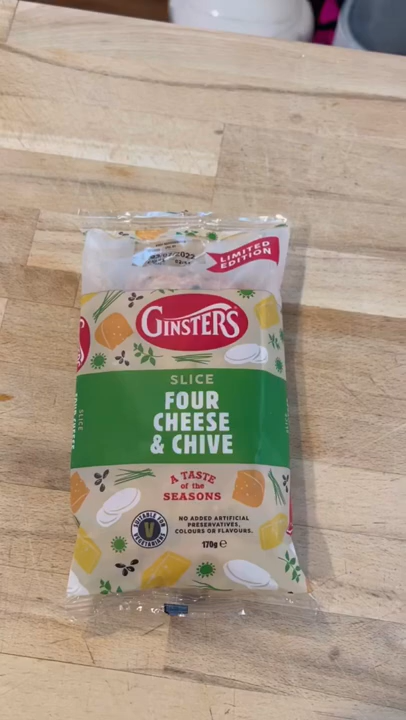 LIMITED
EDITION
GINSTERS
SLICE
FOUR
CHEESE
& CHIVE
A TASTE
of the
SEASONS
SUITABLE FOR
V
VEGETARIANS
NO ADDED ARTIFICIAL
PRESERVATIVES,
COLOURS OR FLAVOURS.
170g e